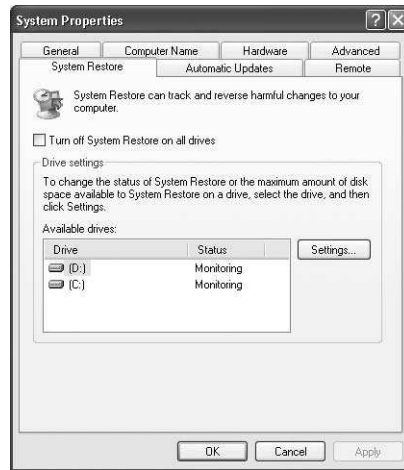 System Properties
General Computer Name Hardware Advanced
System Restore Automatic Updates Remote
System Restore can track and reverse harmful changes to your
computer.
Turn off System Restore on all drives
Drive settings
To change the status of System Restore or the maximum amount of disk
space available to System Restore on a drive, select the drive, and then
click Settings.
Available drives:
Drive Status
(D:) Monitoring
(C:) Monitoring
Settings...
OK Cancel Apply